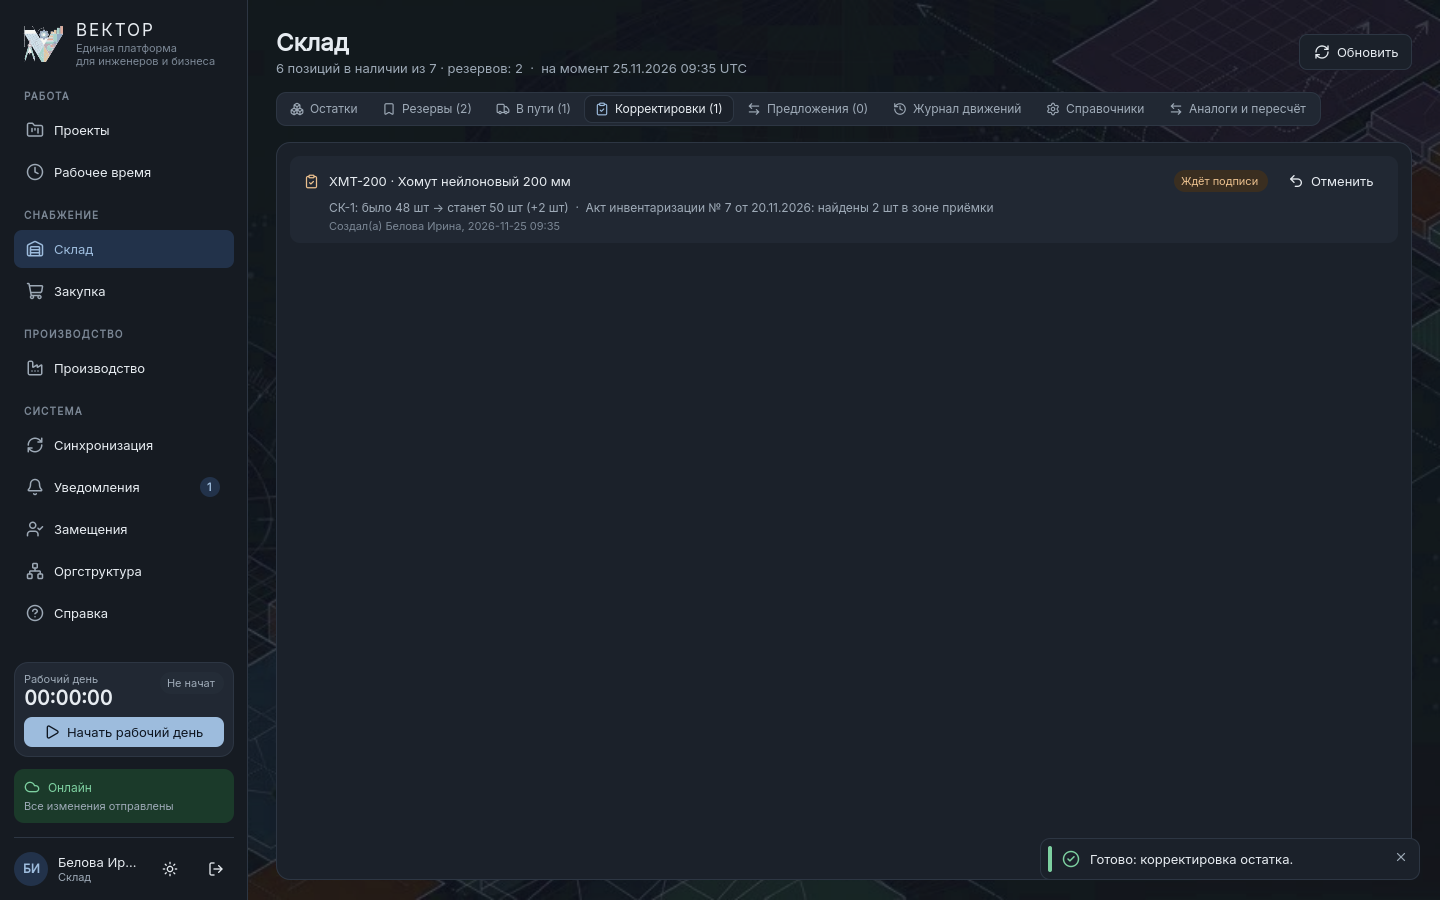 ВЕКТОР
Единая платформа
для инженеров и бизнеса
РАБОТА
Проекты
Рабочее время
СНАБЖЕНИЕ
Склад
Закупка
ПРОИЗВОДСТВО
Производство
СИСТЕМА
Синхронизация
Уведомления 1
Замещения
Оргструктура
Справка
Рабочий день
00:00:00
Не начат
Начать рабочий день
Онлайн
Все изменения отправлены
БИ
Белова Ир...
Склад
Склад
6 позиций в наличии из 7 · резервов: 2 · на момент 25.11.2026 09:35 UTC
Обновить
Остатки
Резервы (2)
В пути (1)
Корректировки (1)
Предложения (0)
Журнал движений
Справочники
Аналоги и пересчёт
ХМТ-200 · Хомут нейлоновый 200 мм
Ждёт подписи
Отменить
СК-1: было 48 шт → станет 50 шт (+2 шт) · Акт инвентаризации № 7 от 20.11.2026: найдены 2 шт в зоне приёмки
Создал(а) Белова Ирина, 2026-11-25 09:35
Готово: корректировка остатка.